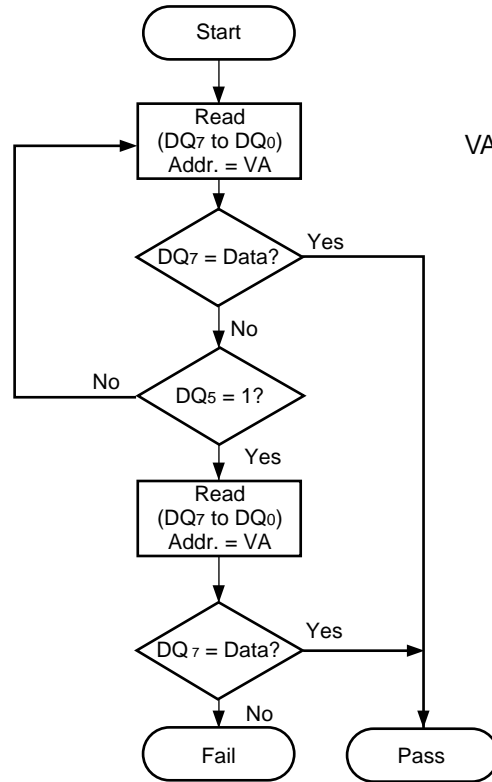 Start
Read
(DQ7 to DQ0)
Addr. = VA
VA
DQ7 = Data?
Yes
No
No
DQ5 = 1?
Yes
Read
(DQ7 to DQ0)
Addr. = VA
DQ7 = Data?
Yes
No
Fail
Pass